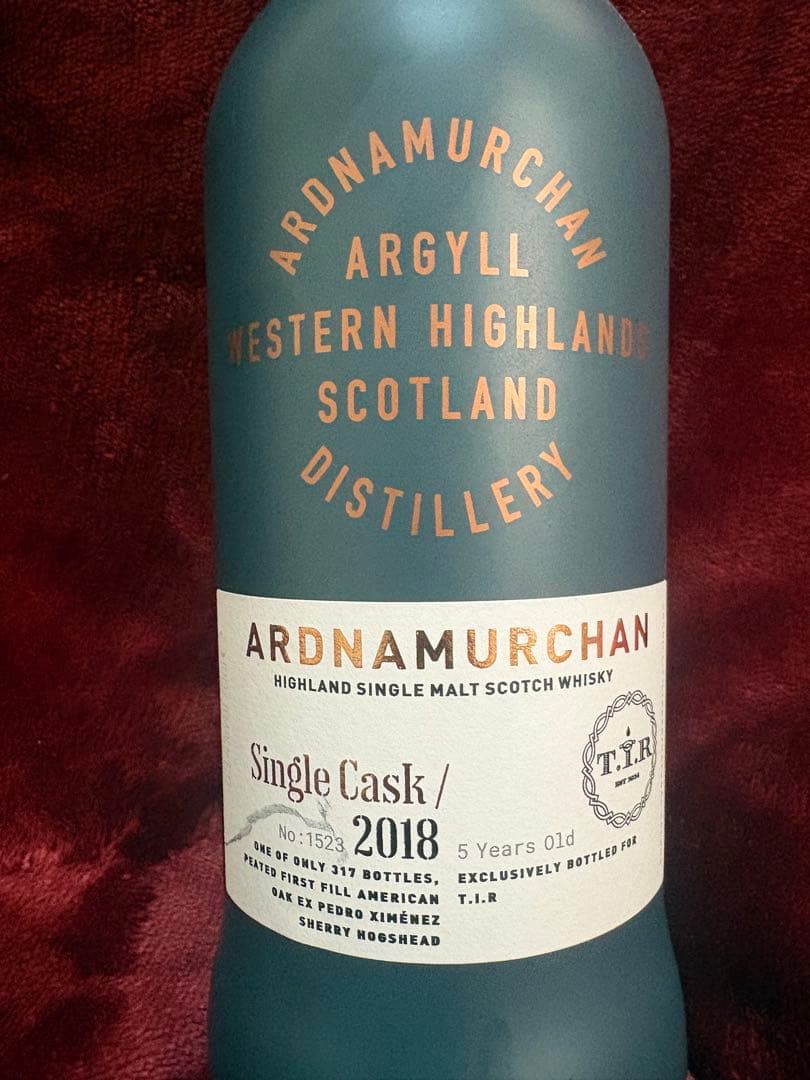 ARDNAMURCHAN
ARGYLL
WESTERN HIGHLANDS
SCOTLAND
DISTILLERY
ARDNAMURCHAN
HIGHLAND SINGLE MALT SCOTCH WHISKY
T.I.R
Single Cask /
No:1523 2018
5 Years Old
ONE OF ONLY 317 BOTTLES,
PEATED FIRST FILL AMERICAN
OAK EX PEDRO XIMÉNEZ
SHERRY HOGSHEAD
EXCLUSIVELY BOTTLED FOR
T.I.R